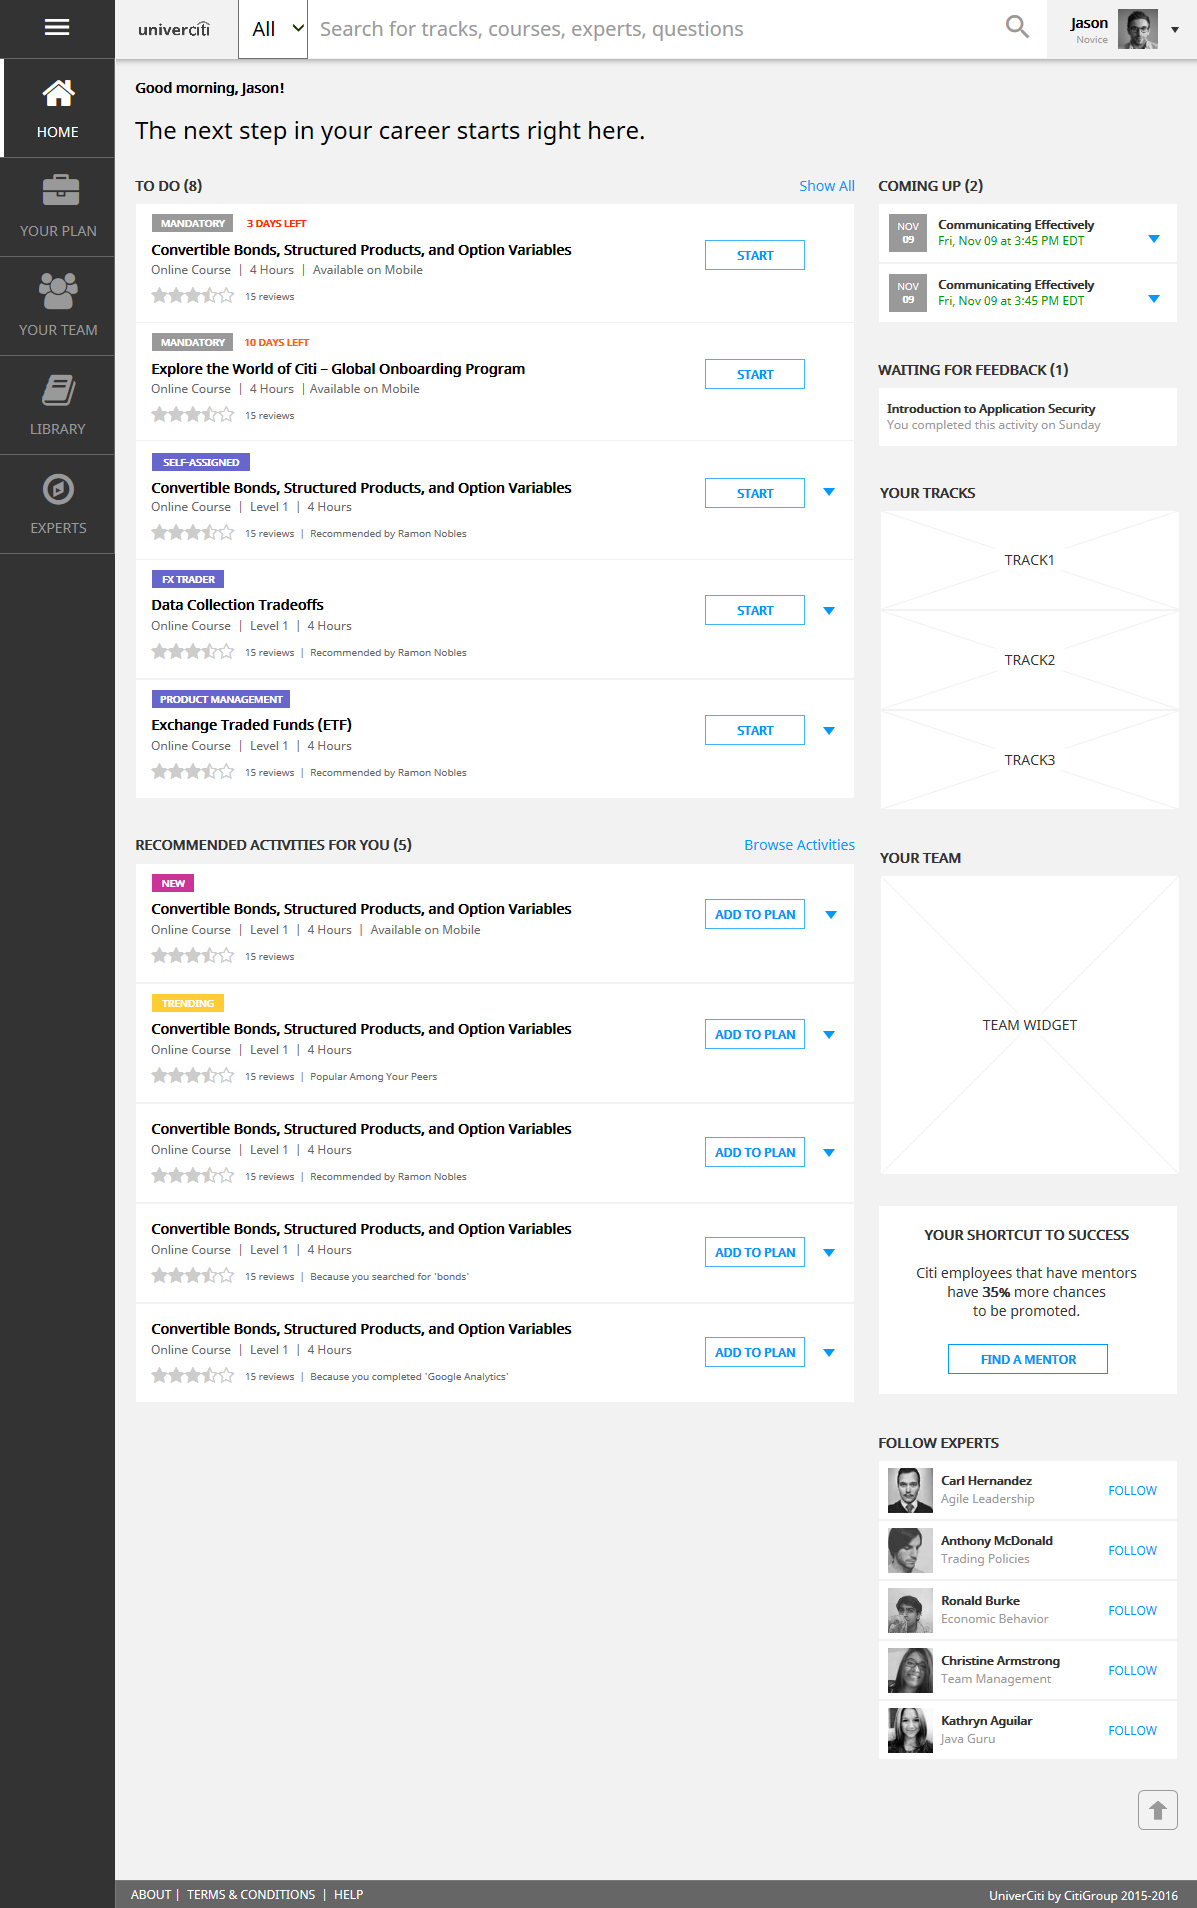 univerciti
All
Search for tracks, courses, experts, questions
Jason
Novice
HOME
YOUR PLAN
YOUR TEAM
LIBRARY
EXPERTS
Good morning, Jason!
The next step in your career starts right here.
TO DO (8)
Show All
MANDATORY 3 DAYS LEFT
Convertible Bonds, Structured Products, and Option Variables
Online Course | 4 Hours | Available on Mobile
15 reviews
START
MANDATORY 10 DAYS LEFT
Explore the World of Citi – Global Onboarding Program
Online Course | 4 Hours | Available on Mobile
15 reviews
START
SELF-ASSIGNED
Convertible Bonds, Structured Products, and Option Variables
Online Course | Level 1 | 4 Hours
15 reviews | Recommended by Ramon Nobles
START
FX TRADER
Data Collection Tradeoffs
Online Course | Level 1 | 4 Hours
15 reviews | Recommended by Ramon Nobles
START
PRODUCT MANAGEMENT
Exchange Traded Funds (ETF)
Online Course | Level 1 | 4 Hours
15 reviews | Recommended by Ramon Nobles
START
RECOMMENDED ACTIVITIES FOR YOU (5)
Browse Activities
NEW
Convertible Bonds, Structured Products, and Option Variables
Online Course | Level 1 | 4 Hours | Available on Mobile
15 reviews
ADD TO PLAN
TRENDING
Convertible Bonds, Structured Products, and Option Variables
Online Course | Level 1 | 4 Hours
15 reviews | Popular Among Your Peers
ADD TO PLAN
Convertible Bonds, Structured Products, and Option Variables
Online Course | Level 1 | 4 Hours
15 reviews | Recommended by Ramon Nobles
ADD TO PLAN
Convertible Bonds, Structured Products, and Option Variables
Online Course | Level 1 | 4 Hours
15 reviews | Because you searched for 'bonds'
ADD TO PLAN
Convertible Bonds, Structured Products, and Option Variables
Online Course | Level 1 | 4 Hours
15 reviews | Because you completed 'Google Analytics'
ADD TO PLAN
COMING UP (2)
NOV
09
Communicating Effectively
Fri, Nov 09 at 3:45 PM EDT
NOV
09
Communicating Effectively
Fri, Nov 09 at 3:45 PM EDT
WAITING FOR FEEDBACK (1)
Introduction to Application Security
You completed this activity on Sunday
YOUR TRACKS
TRACK1
TRACK2
TRACK3
YOUR TEAM
TEAM WIDGET
YOUR SHORTCUT TO SUCCESS
Citi employees that have mentors
have 35% more chances
to be promoted.
FIND A MENTOR
FOLLOW EXPERTS
Carl Hernandez
Agile Leadership
FOLLOW
Anthony McDonald
Trading Policies
FOLLOW
Ronald Burke
Economic Behavior
FOLLOW
Christine Armstrong
Team Management
FOLLOW
Kathryn Aguilar
Java Guru
FOLLOW
ABOUT | TERMS & CONDITIONS | HELP
UniverCiti by CitiGroup 2015-2016